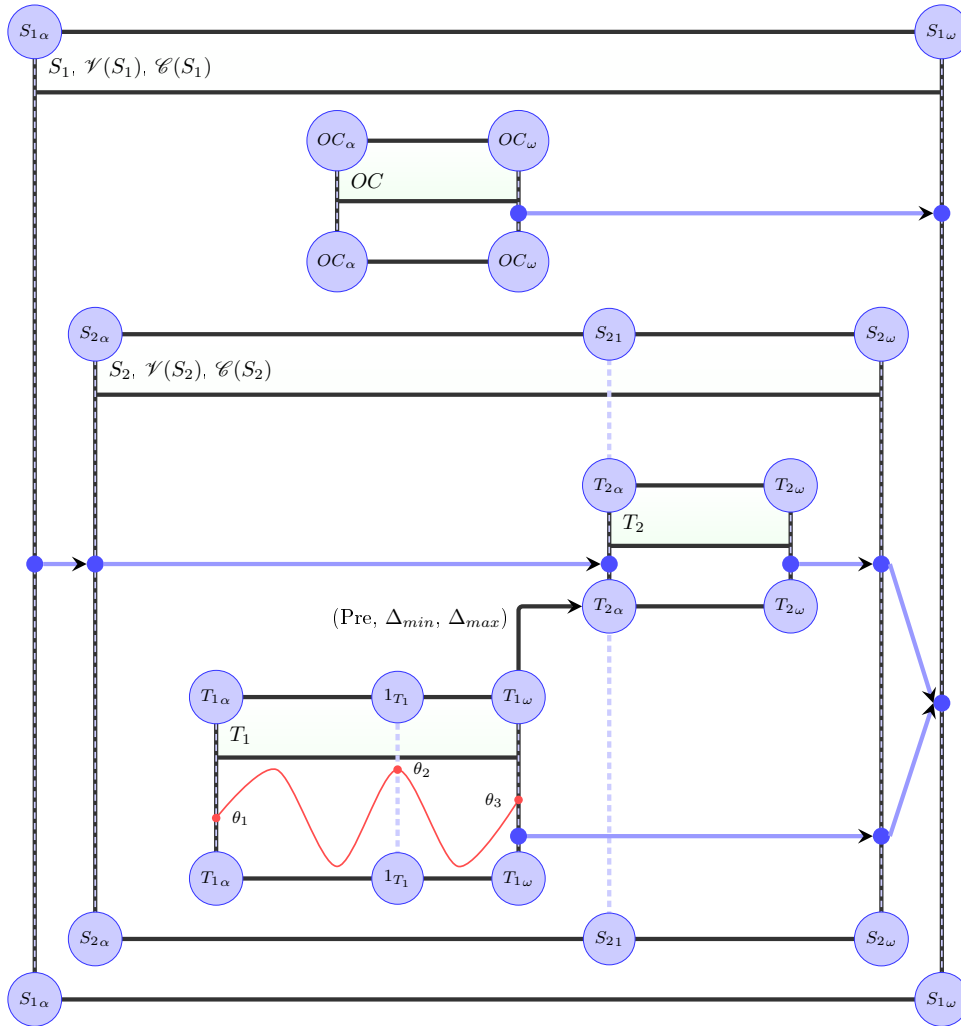 S₁α S₁ω
S₁, 𝒱(S₁), 𝒞(S₁)
OCα OCω
OC
OCα OCω
S₂α S₂₁ S₂ω
S₂, 𝒱(S₂), 𝒞(S₂)
T₂α T₂ω
T₂
(Pre, Δmin, Δmax) T₂α T₂ω
T₁α 1T₁ T₁ω
T₁
θ₂
θ₃
θ₁
T₁α 1T₁ T₁ω
S₂α S₂₁ S₂ω
S₁α S₁ω